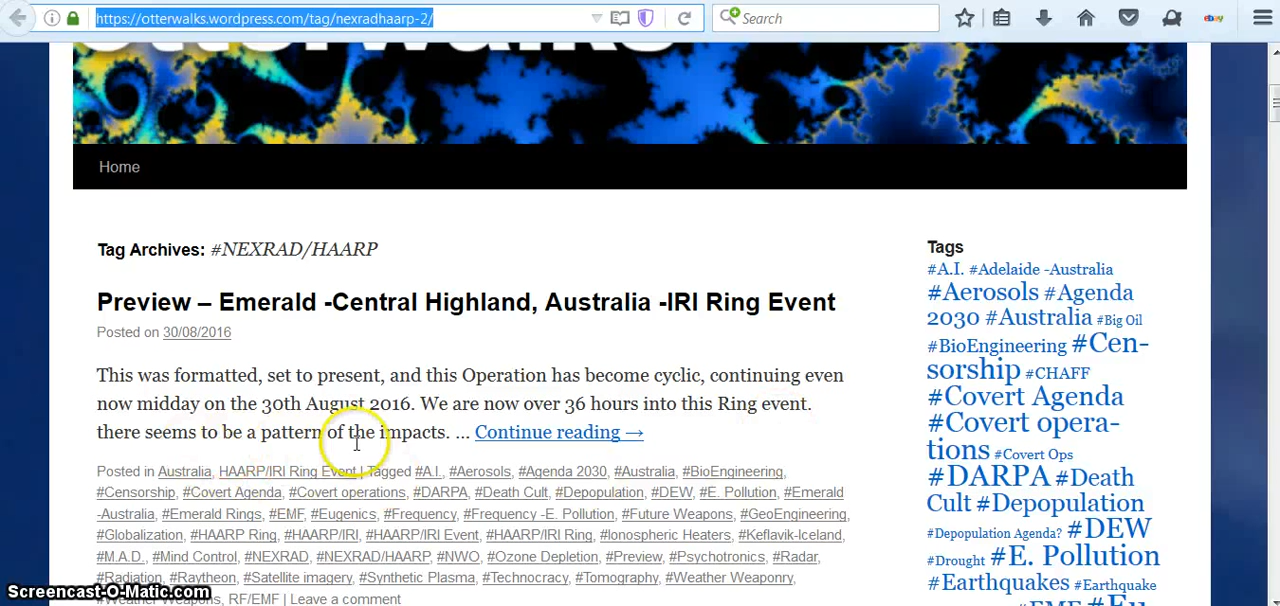 https://otterwalks.wordpress.com/tag/nexradhaarp-2/
Search
ebay
otterwalks
Home
Tag Archives: #NEXRAD/HAARP
Preview – Emerald -Central Highland, Australia -IRI Ring Event
Posted on 30/08/2016
This was formatted, set to present, and this Operation has become cyclic, continuing even
now midday on the 30th August 2016. We are now over 36 hours into this Ring event.
there seems to be a pattern of the impacts. … Continue reading →
Posted in Australia, HAARP/IRI Ring Event | Tagged #A.I., #Aerosols, #Agenda 2030, #Australia, #BioEngineering,
#Censorship, #Covert Agenda, #Covert operations, #DARPA, #Death Cult, #Depopulation, #DEW, #E. Pollution, #Emerald
-Australia, #Emerald Rings, #EMF, #Eugenics, #Frequency, #Frequency -E. Pollution, #Future Weapons, #GeoEngineering,
#Globalization, #HAARP Ring, #HAARP/IRI, #HAARP/IRI Event, #HAARP/IRI Ring, #Ionospheric Heaters, #Keflavik-Iceland,
#M.A.D., #Mind Control, #NEXRAD, #NEXRAD/HAARP, #NWO, #Ozone Depletion, #Preview, #Psychotronics, #Radar,
#Radiation, #Raytheon, #Satellite imagery, #Synthetic Plasma, #Technocracy, #Tomography, #Weather Weaponry,
#Weather Weapons, RF/EMF | Leave a comment
Tags
#A.I. #Adelaide -Australia
#Aerosols #Agenda
2030 #Australia #Big Oil
#BioEngineering #Cen-
sorship #CHAFF
#Covert Agenda
#Covert opera-
tions #Covert Ops
#DARPA #Death
Cult #Depopulation
#Depopulation Agenda? #DEW
#Drought #E. Pollution
#Earthquakes #Earthquake
#EMF #Eu
Screencast-O-Matic.com